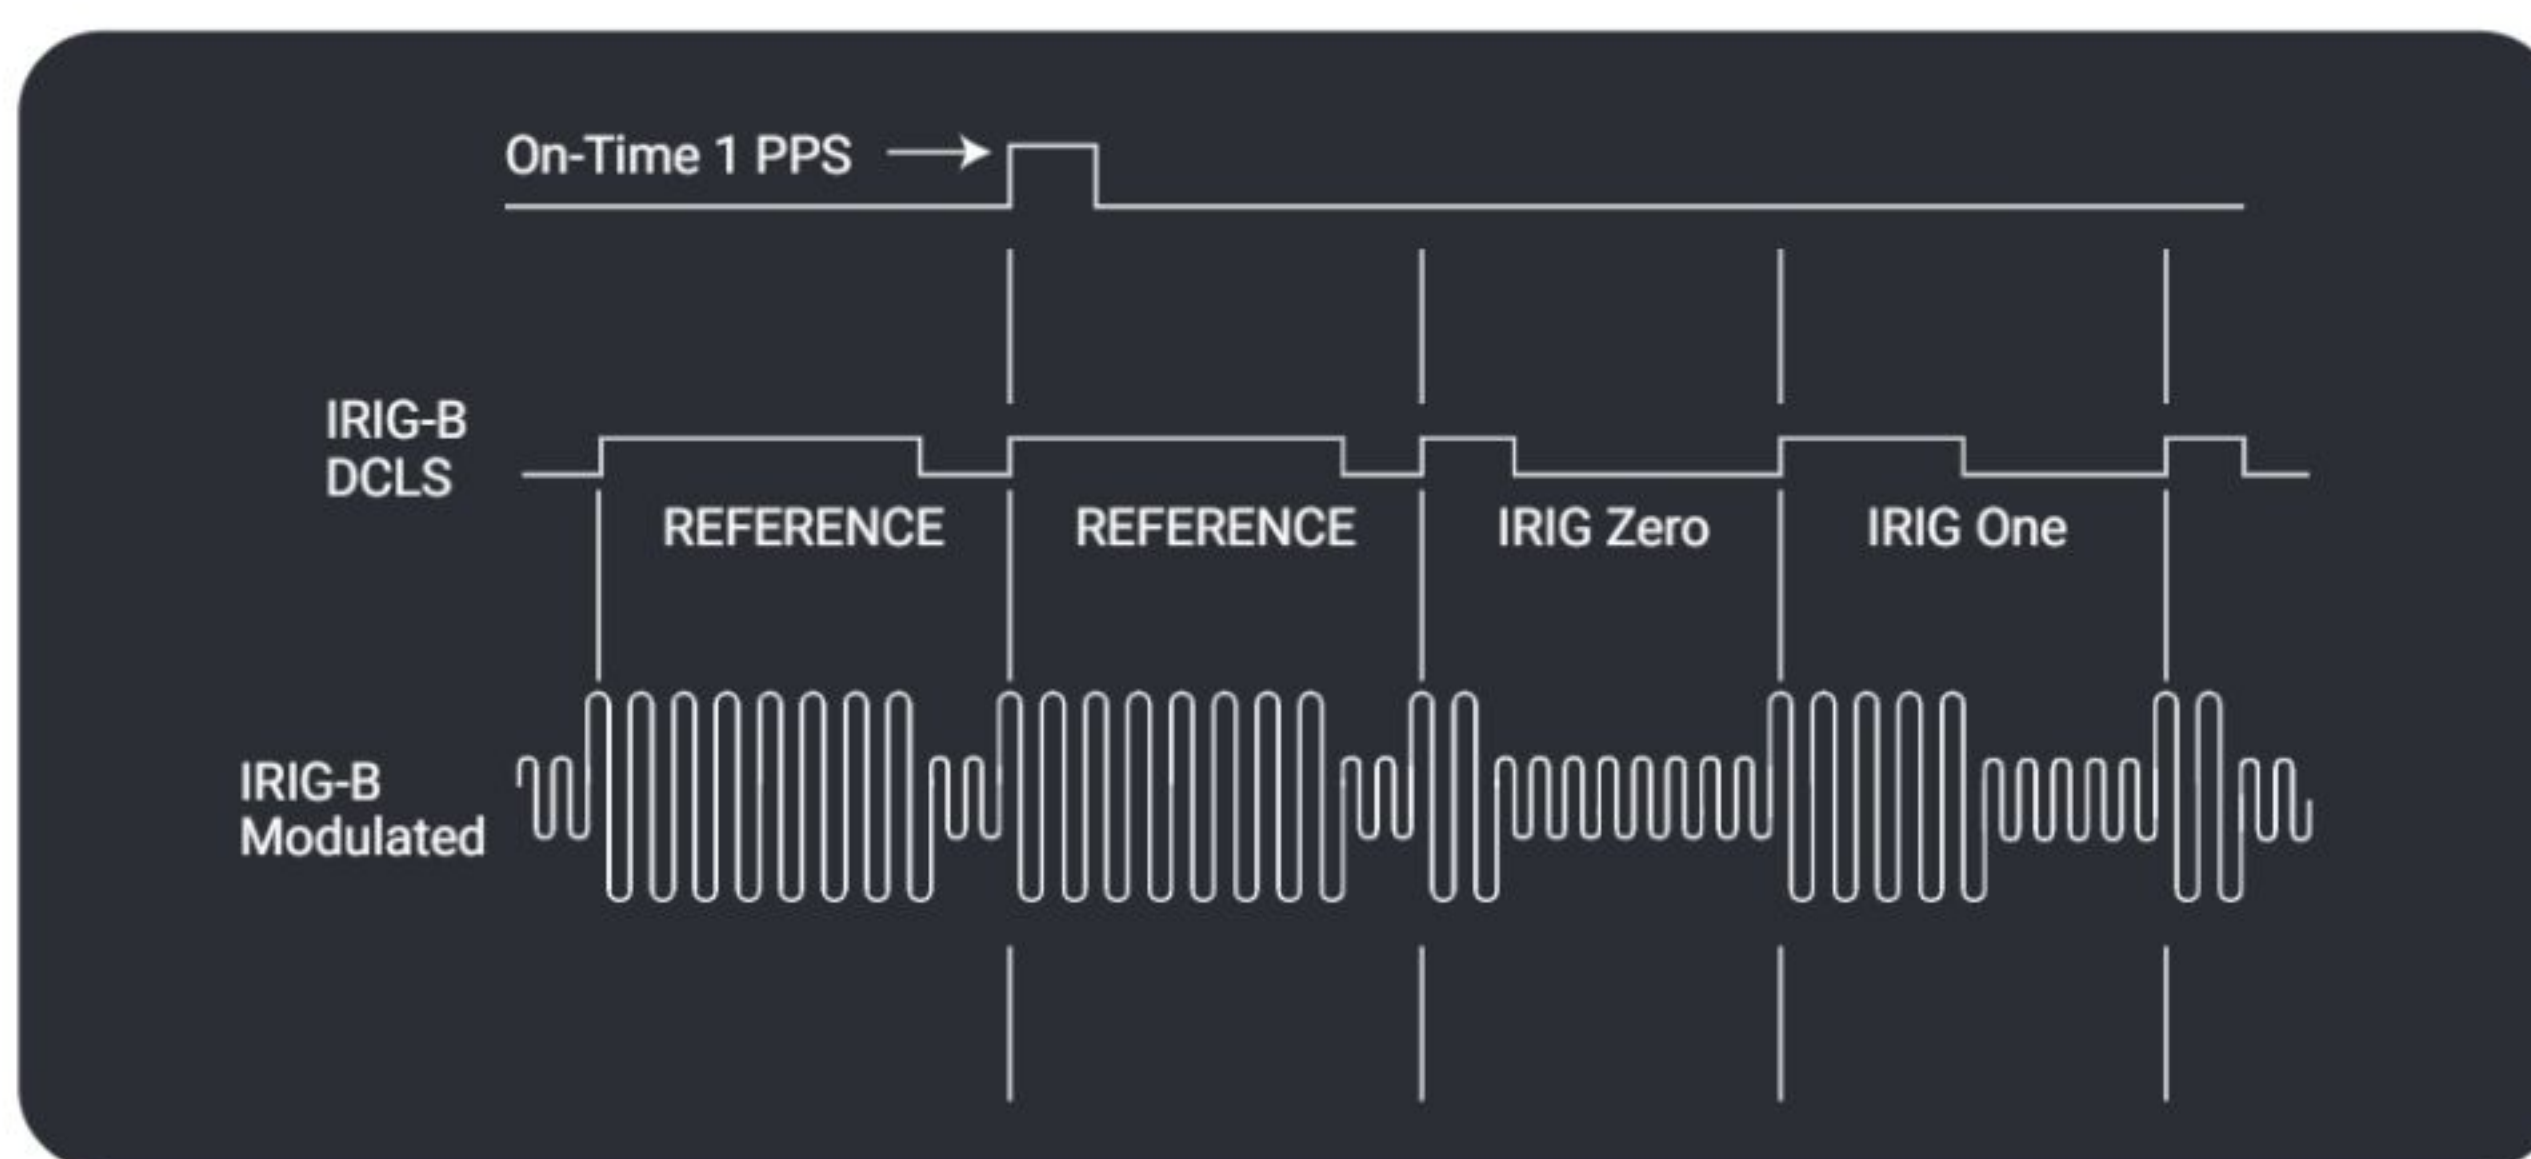 On-Time 1 PPS
IRIG-B
DCLS
REFERENCE REFERENCE IRIG Zero IRIG One
IRIG-B
Modulated